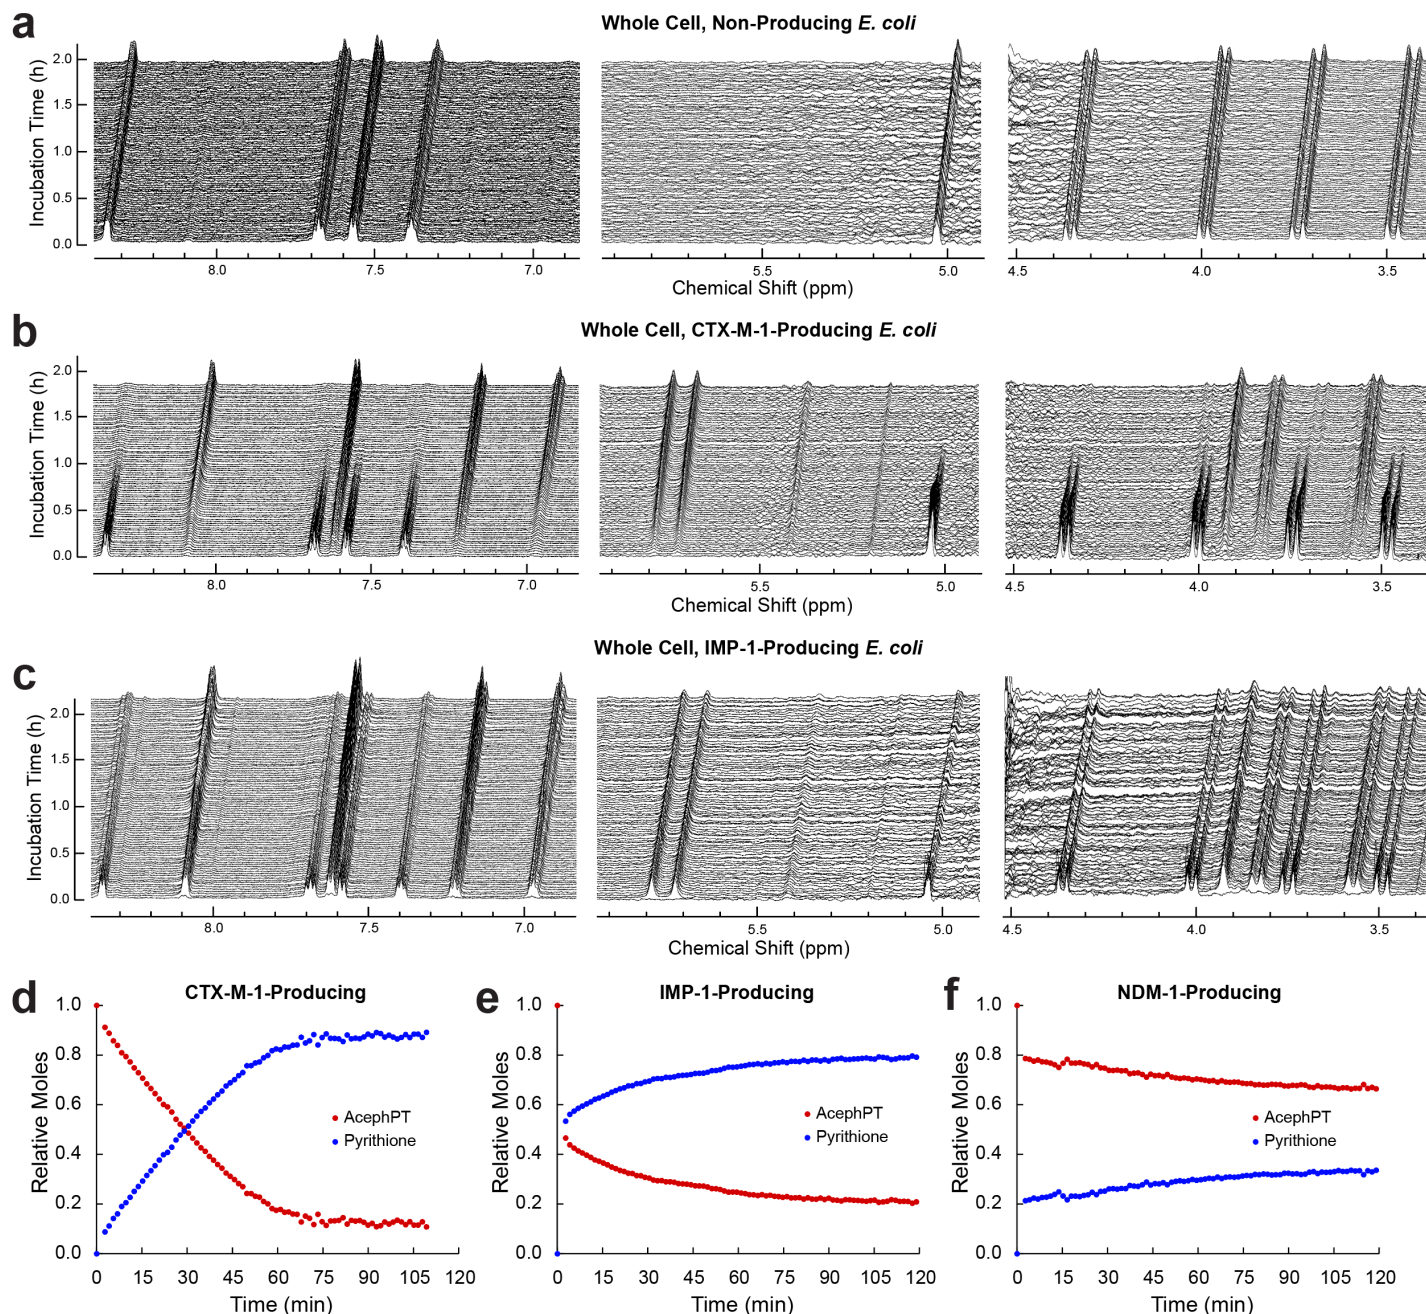 a
Whole Cell, Non-Producing E. coli
Incubation Time (h)
2.0
1.5
1.0
0.5
0.0
8.0 7.5 7.0 5.5 5.0 4.5 4.0 3.5
Chemical Shift (ppm)
b
Whole Cell, CTX-M-1-Producing E. coli
Incubation Time (h)
2.0
1.5
1.0
0.5
0.0
8.0 7.5 7.0 5.5 5.0 4.5 4.0 3.5
Chemical Shift (ppm)
c
Whole Cell, IMP-1-Producing E. coli
Incubation Time (h)
2.0
1.5
1.0
0.5
0.0
8.0 7.5 7.0 5.5 5.0 4.5 4.0 3.5
Chemical Shift (ppm)
d
CTX-M-1-Producing
Relative Moles
1.0
0.8
0.6
0.4
0.2
0.0
AcephPT
Pyrithione
0 15 30 45 60 75 90 105 120
Time (min)
e
IMP-1-Producing
Relative Moles
1.0
0.8
0.6
0.4
0.2
0.0
AcephPT
Pyrithione
0 15 30 45 60 75 90 105 120
Time (min)
f
NDM-1-Producing
Relative Moles
1.0
0.8
0.6
0.4
0.2
0.0
AcephPT
Pyrithione
0 15 30 45 60 75 90 105 120
Time (min)